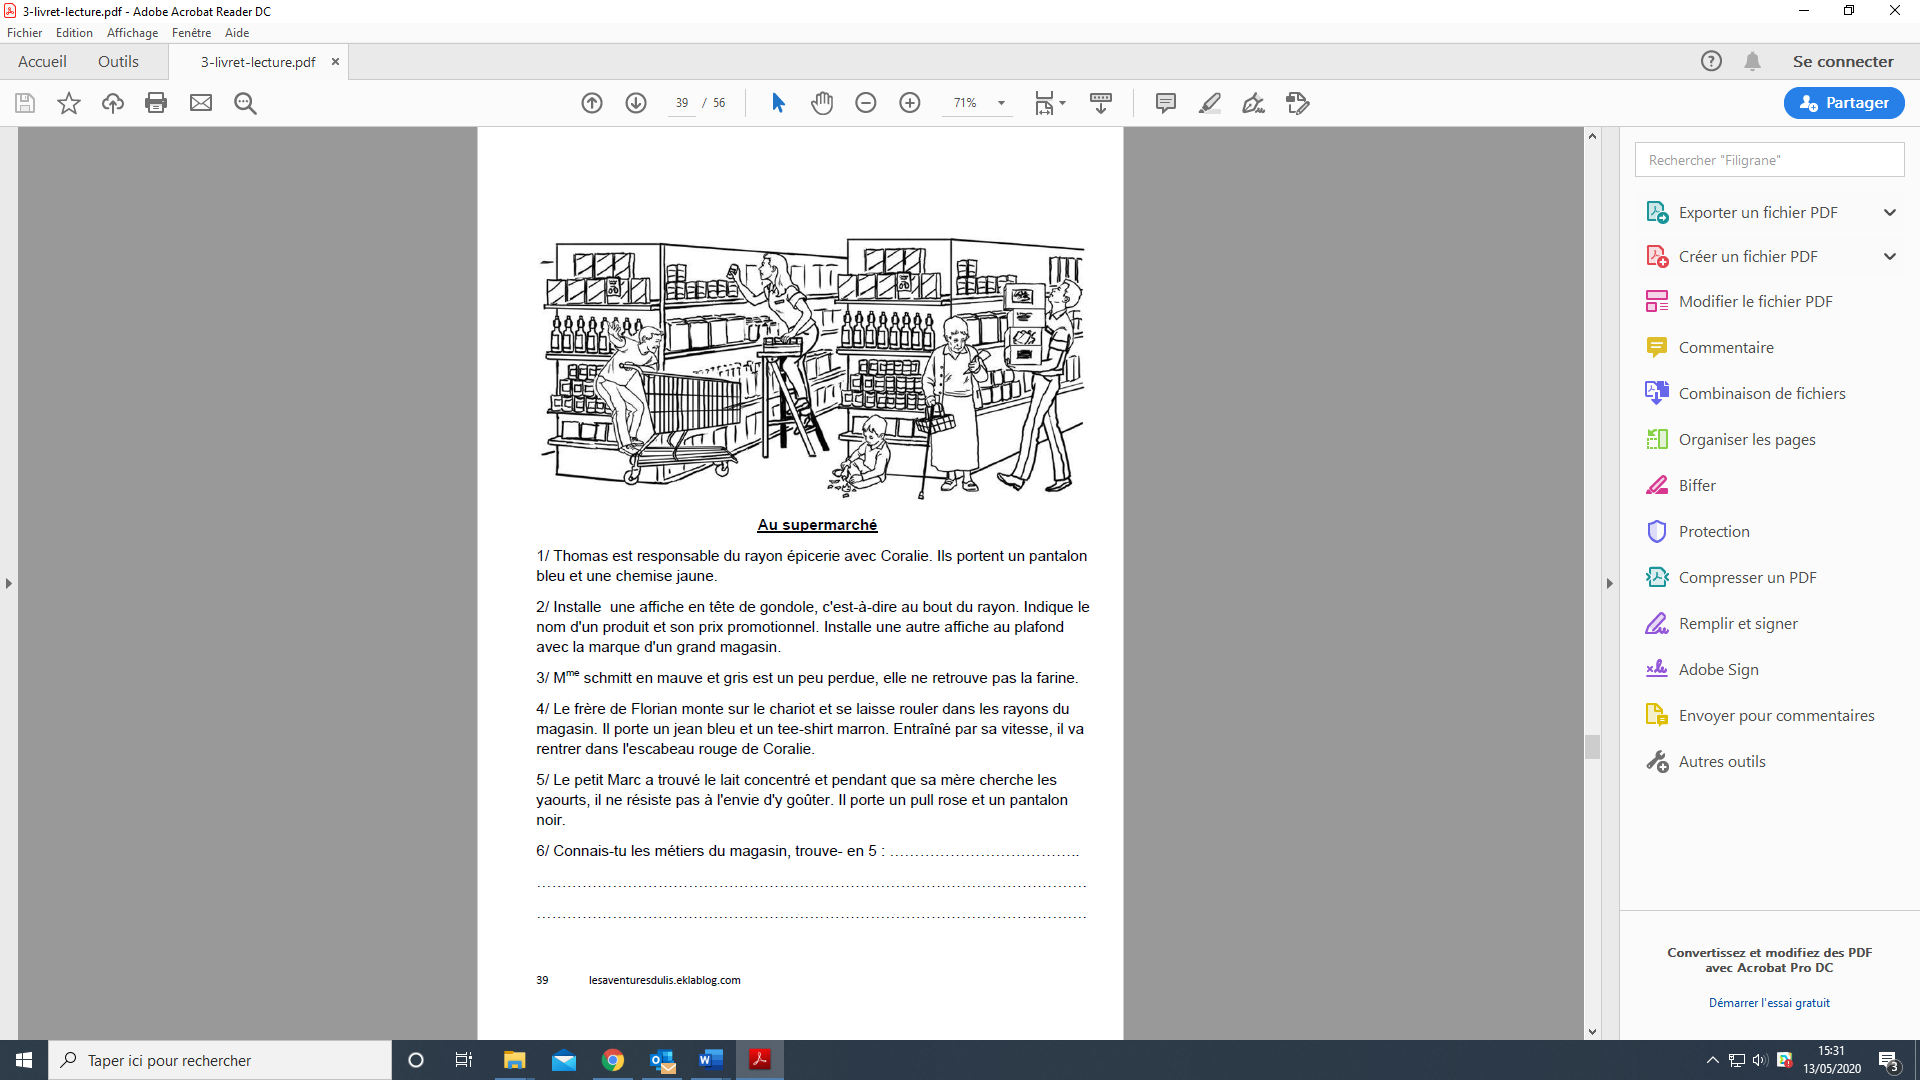 3-livret-lecture.pdf - Adobe Acrobat Reader DC
Fichier Edition Affichage Fenêtre Aide
Accueil Outils 3-livret-lecture.pdf × Se connecter
39 / 56 71% Partager
Rechercher "Filigrane"
Exporter un fichier PDF
Créer un fichier PDF
Modifier le fichier PDF
Commentaire
Combinaison de fichiers
Organiser les pages
Biffer
Protection
Compresser un PDF
Remplir et signer
Adobe Sign
Envoyer pour commentaires
Autres outils
Convertissez et modifiez des PDF
avec Acrobat Pro DC
Démarrer l'essai gratuit
Au supermarché
1/ Thomas est responsable du rayon épicerie avec Coralie. Ils portent un pantalon
bleu et une chemise jaune.
2/ Installe  une affiche en tête de gondole, c'est-à-dire au bout du rayon. Indique le
nom d'un produit et son prix promotionnel. Installe une autre affiche au plafond
avec la marque d'un grand magasin.
3/ Mme schmitt en mauve et gris est un peu perdue, elle ne retrouve pas la farine.
4/ Le frère de Florian monte sur le chariot et se laisse rouler dans les rayons du
magasin. Il porte un jean bleu et un tee-shirt marron. Entraîné par sa vitesse, il va
rentrer dans l'escabeau rouge de Coralie.
5/ Le petit Marc a trouvé le lait concentré et pendant que sa mère cherche les
yaourts, il ne résiste pas à l'envie d'y goûter. Il porte un pull rose et un pantalon
noir.
6/ Connais-tu les métiers du magasin, trouve- en 5 : ………………………………..
……………………………………………………………………………………………….
……………………………………………………………………………………………….
39 lesaventuresdulis.eklablog.com
Taper ici pour rechercher
15:31
13/05/2020
3